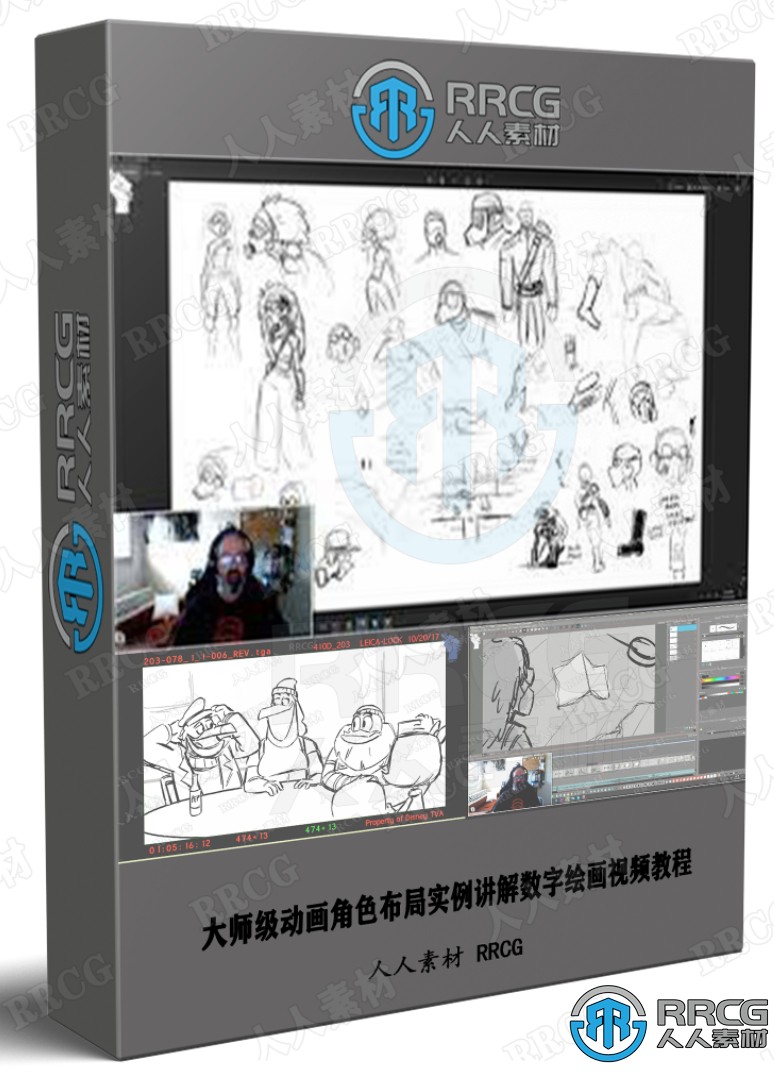 RRCG
人人素材
RRCG
人人素材
203-078_
006_REV.tga
410D_203
LEICA-LOCK
10/20/17
01:05:16:12
474+13
474+13
Property of Disney TVA
大师级动画角色布局实例讲解数字绘画视频教程
人人素材 RRCG
RRCG
人人素材